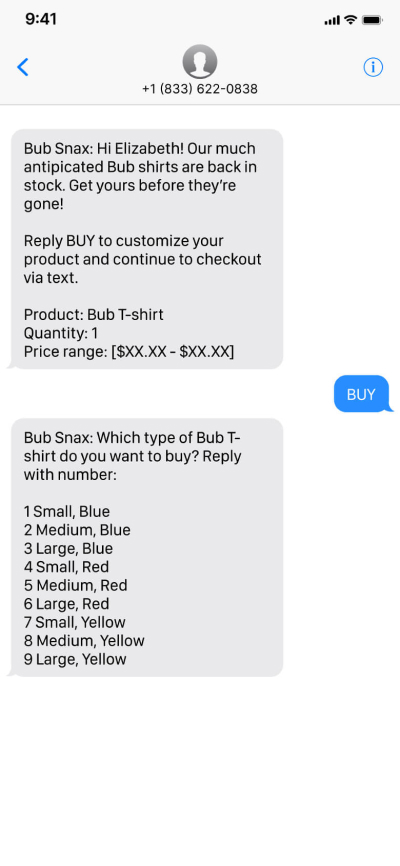 9:41
+1 (833) 622-0838
Bub Snax: Hi Elizabeth! Our much
antipicated Bub shirts are back in
stock. Get yours before they’re
gone!
Reply BUY to customize your
product and continue to checkout
via text.
Product: Bub T-shirt
Quantity: 1
Price range: [$XX.XX - $XX.XX]
BUY
Bub Snax: Which type of Bub T-
shirt do you want to buy? Reply
with number:
1 Small, Blue
2 Medium, Blue
3 Large, Blue
4 Small, Red
5 Medium, Red
6 Large, Red
7 Small, Yellow
8 Medium, Yellow
9 Large, Yellow